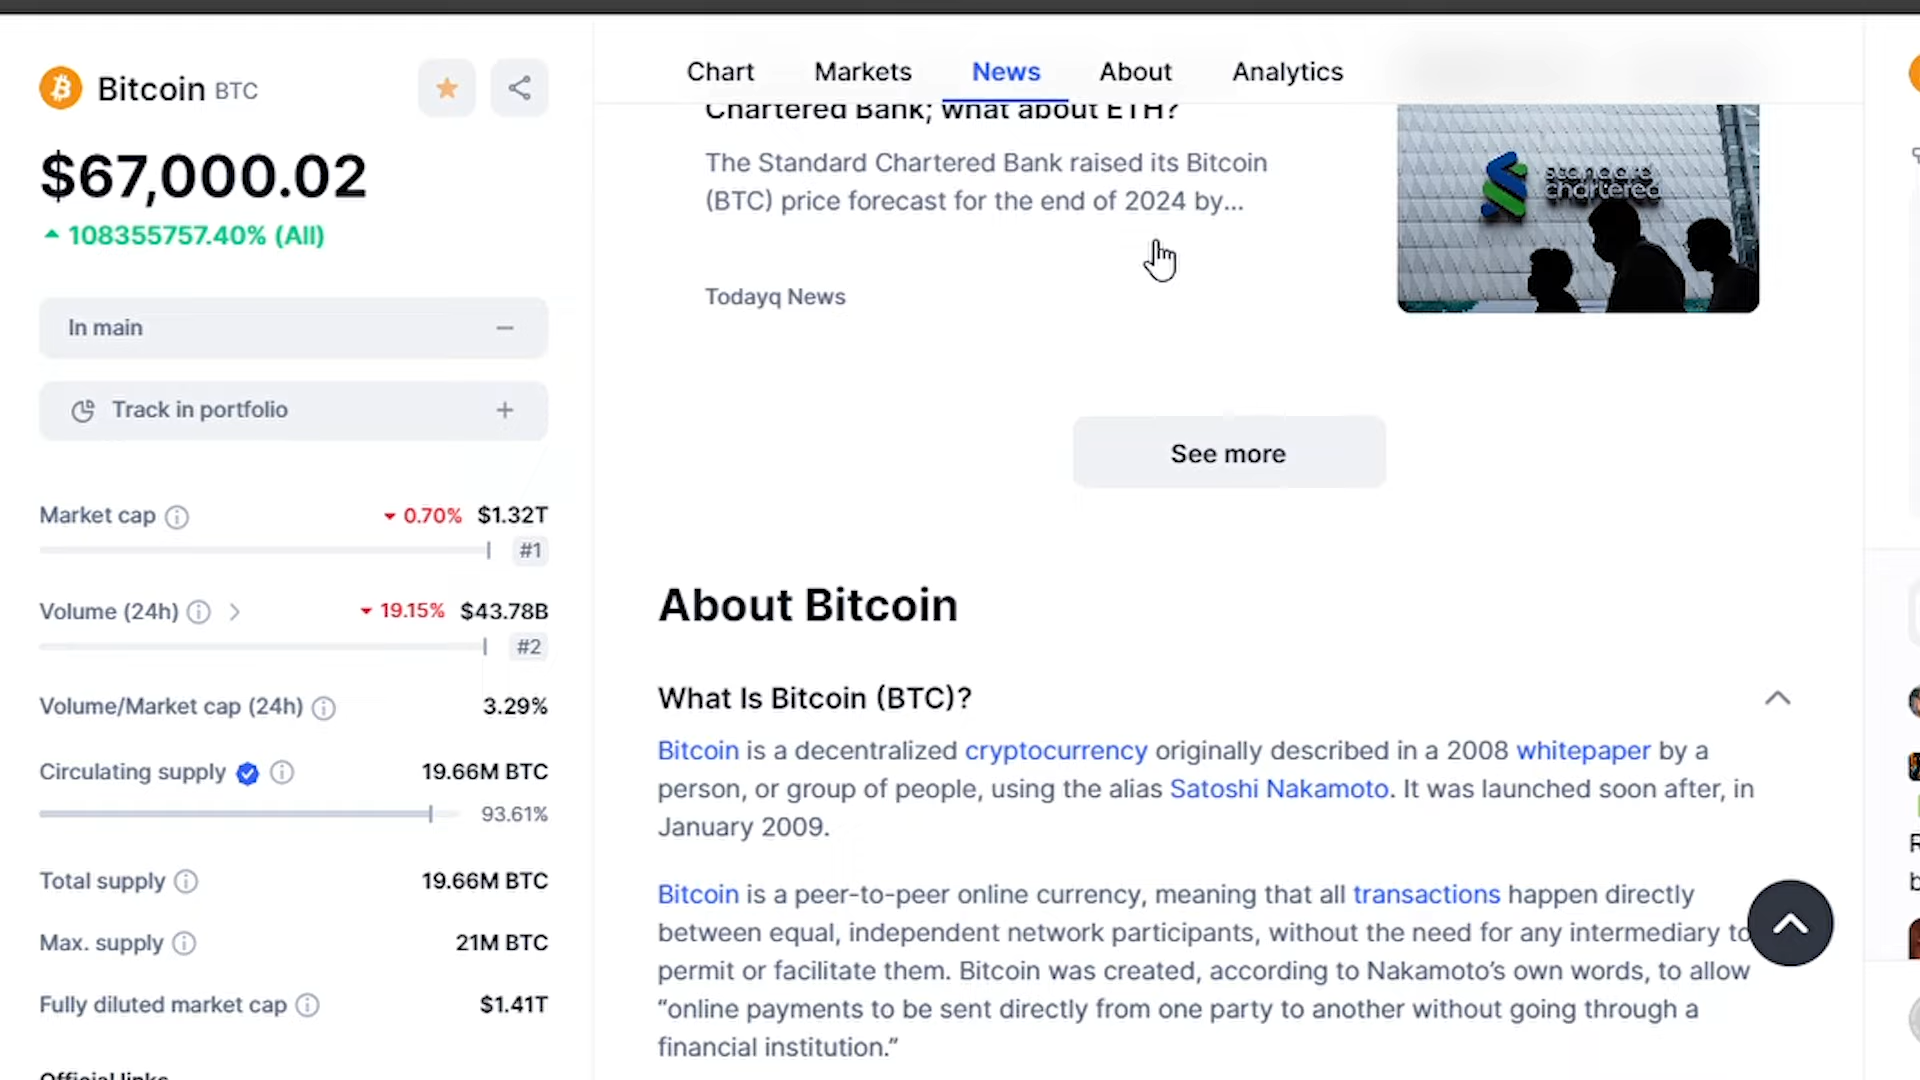 Bitcoin BTC
$67,000.02
108355757.40% (All)
In main
Track in portfolio
Market cap
0.70% $1.32T
#1
Volume (24h)
19.15% $43.78B
#2
Volume/Market cap (24h)
3.29%
Circulating supply
19.66M BTC
93.61%
Total supply
19.66M BTC
Max. supply
21M BTC
Fully diluted market cap
$1.41T
Official links
Chart Markets News About Analytics
Chartered Bank; what about ETH?
The Standard Chartered Bank raised its Bitcoin
(BTC) price forecast for the end of 2024 by...
Todayq News
standard
chartered
See more
About Bitcoin
What Is Bitcoin (BTC)?
Bitcoin is a decentralized cryptocurrency originally described in a 2008 whitepaper by a
person, or group of people, using the alias Satoshi Nakamoto. It was launched soon after, in
January 2009.
Bitcoin is a peer-to-peer online currency, meaning that all transactions happen directly
between equal, independent network participants, without the need for any intermediary to
permit or facilitate them. Bitcoin was created, according to Nakamoto’s own words, to allow
“online payments to be sent directly from one party to another without going through a
financial institution.”